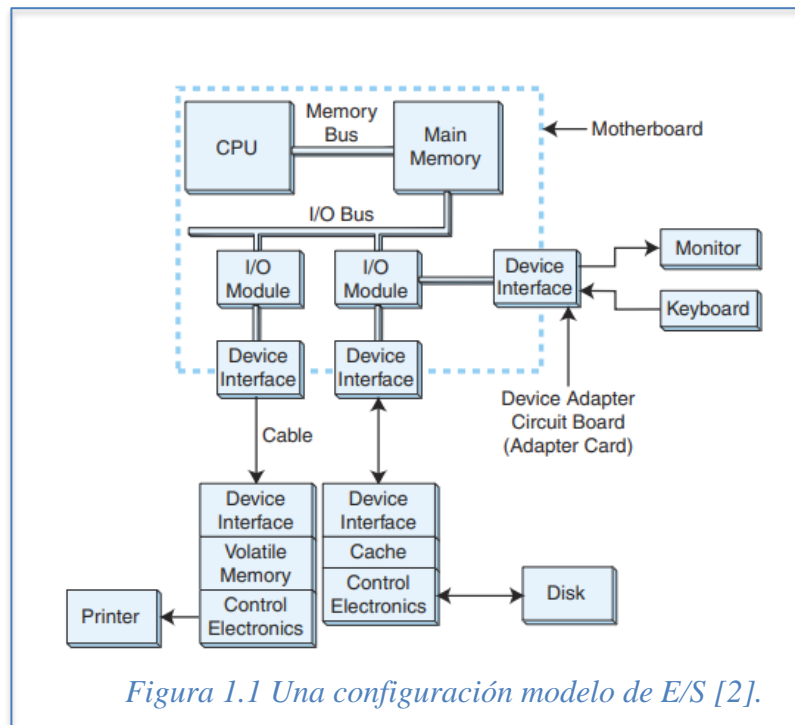 Memory
Bus
CPU
Main
Memory
Motherboard
I/O Bus
I/O
Module
I/O
Module
Device
Interface
Monitor
Keyboard
Device
Interface
Device
Interface
Device Adapter
Circuit Board
(Adapter Card)
Cable
Device
Interface
Volatile
Memory
Control
Electronics
Device
Interface
Cache
Control
Electronics
Printer
Disk
Figura 1.1 Una configuración modelo de E/S [2].